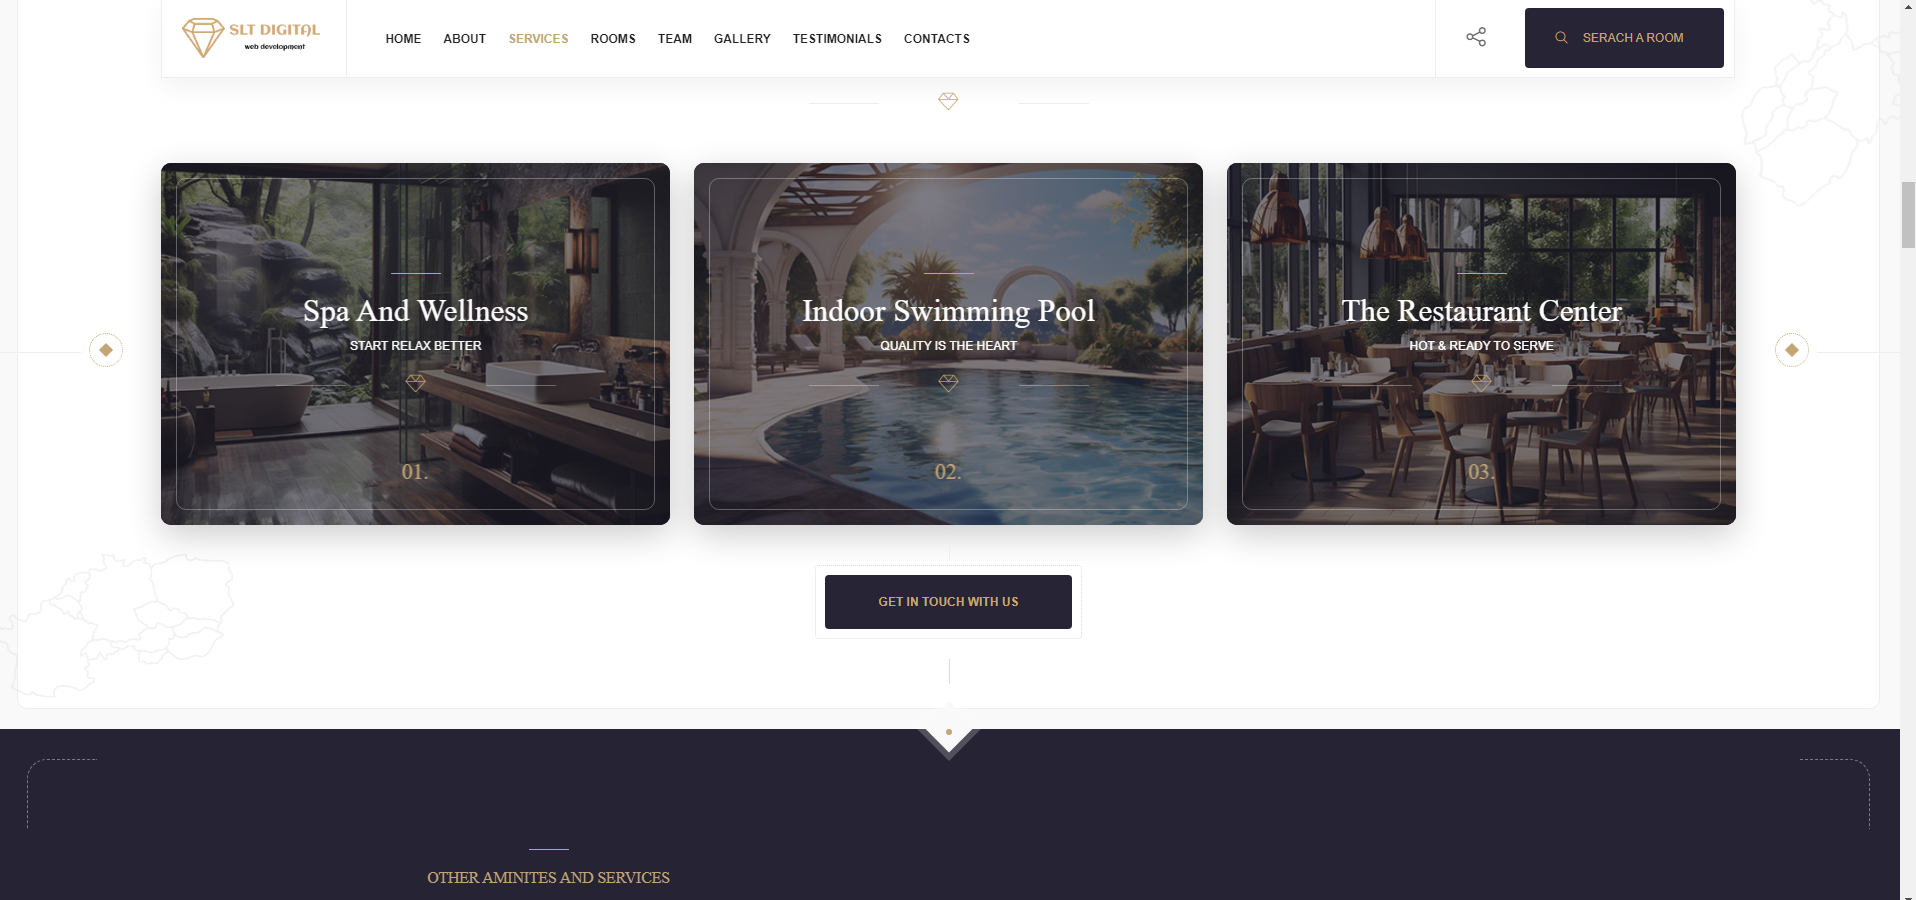 SLT DIGITAL
web development
HOME ABOUT SERVICES ROOMS TEAM GALLERY TESTIMONIALS CONTACTS
SERACH A ROOM
Spa And Wellness
START RELAX BETTER
01.
Indoor Swimming Pool
QUALITY IS THE HEART
02.
The Restaurant Center
HOT & READY TO SERVE
03.
GET IN TOUCH WITH US
OTHER AMINITES AND SERVICES